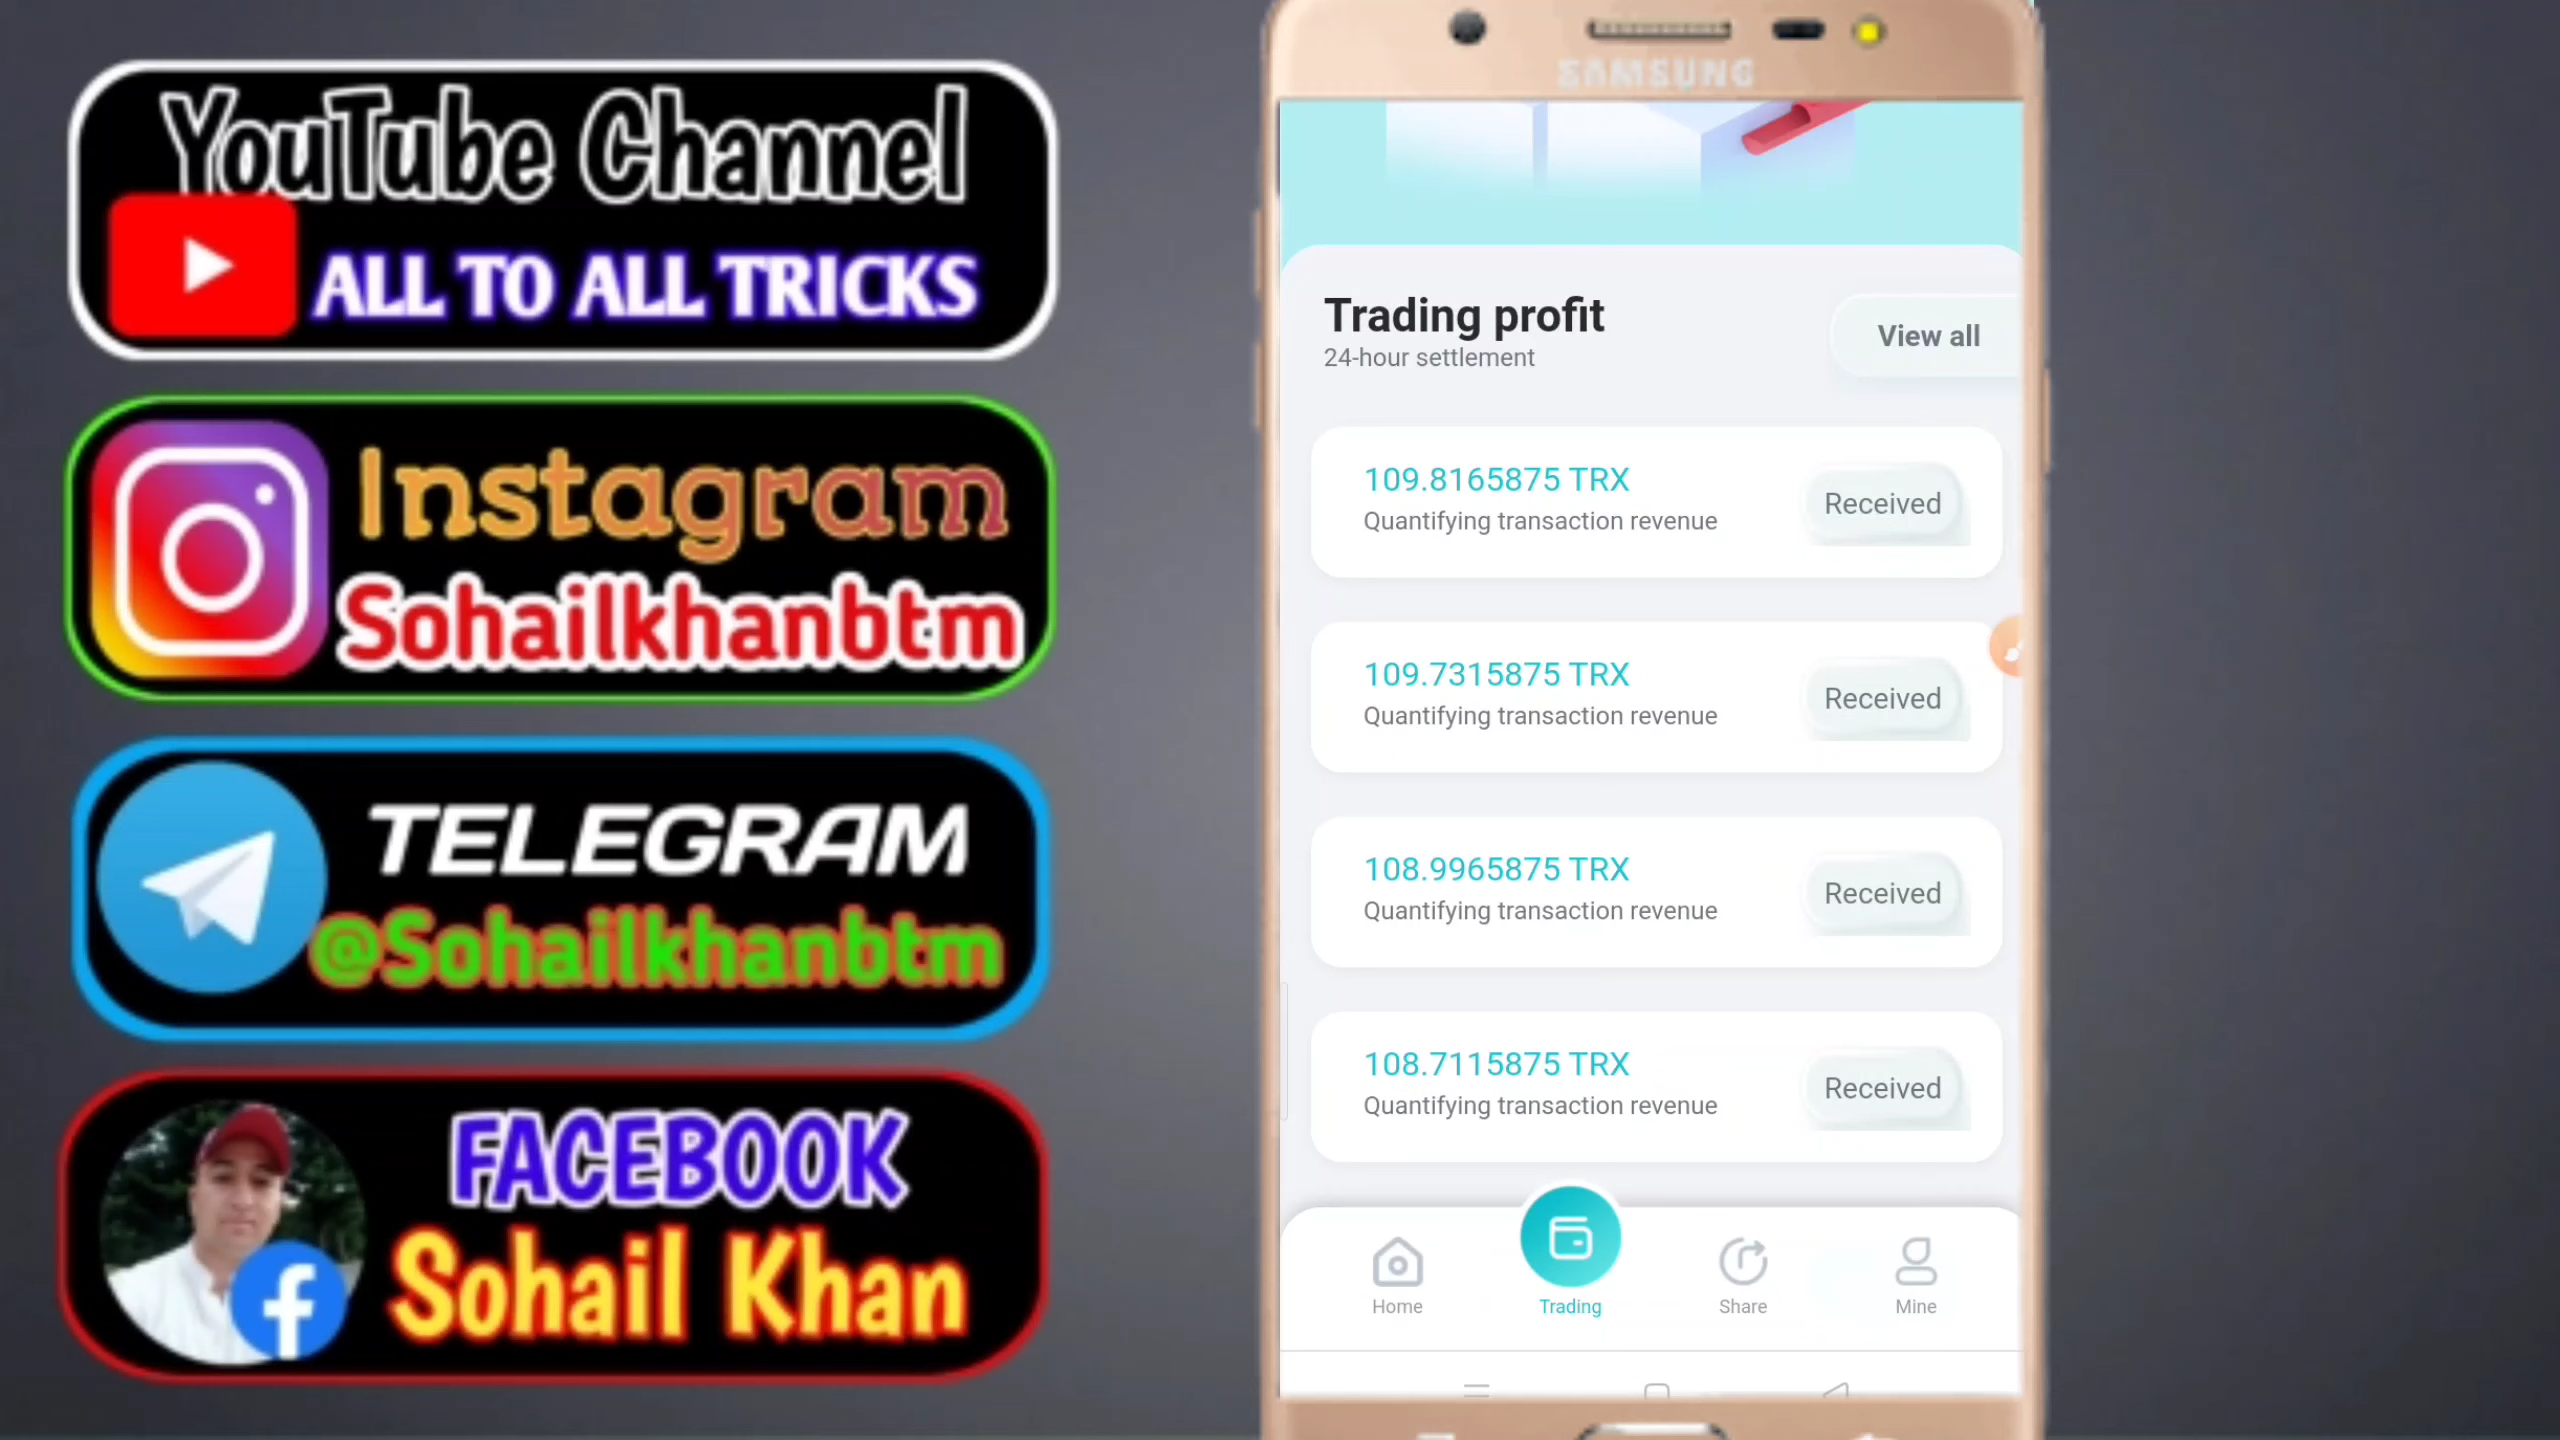 YouTube Channel
ALL TO ALL TRICKS
Instagram
Sohailkhanbtm
TELEGRAM
@Sohailkhanbtm
FACEBOOK
Sohail Khan
SAMSUNG
Trading profit
24-hour settlement
View all
109.8165875 TRX
Quantifying transaction revenue
Received
109.7315875 TRX
Quantifying transaction revenue
Received
108.9965875 TRX
Quantifying transaction revenue
Received
108.7115875 TRX
Quantifying transaction revenue
Received
Home
Trading
Share
Mine